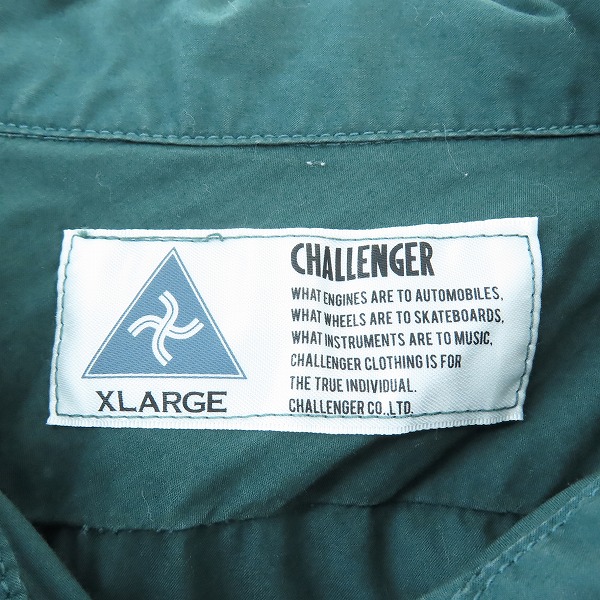 XLARGE
CHALLENGER
WHAT ENGINES ARE TO AUTOMOBILES,
WHAT WHEELS ARE TO SKATEBOARDS,
WHAT INSTRUMENTS ARE TO MUSIC,
CHALLENGER CLOTHING IS FOR
THE TRUE INDIVIDUAL.
CHALLENGER CO.,LTD.